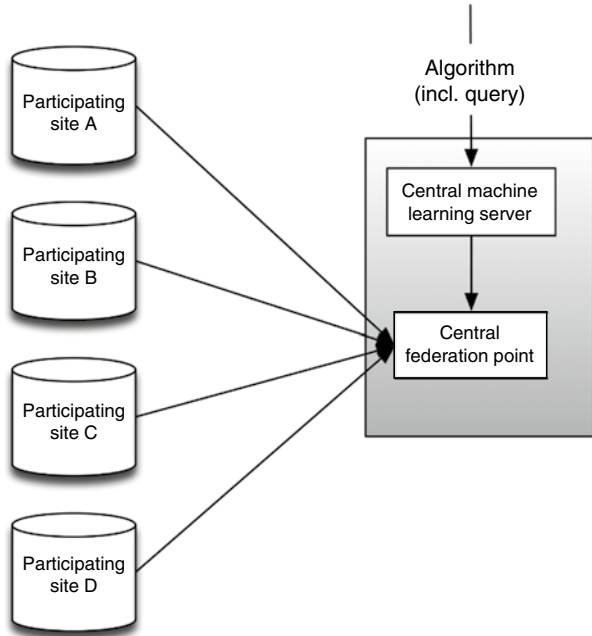 Participating
site A
Participating
site B
Participating
site C
Participating
site D
Algorithm
(incl. query)
Central machine
learning server
Central
federation point